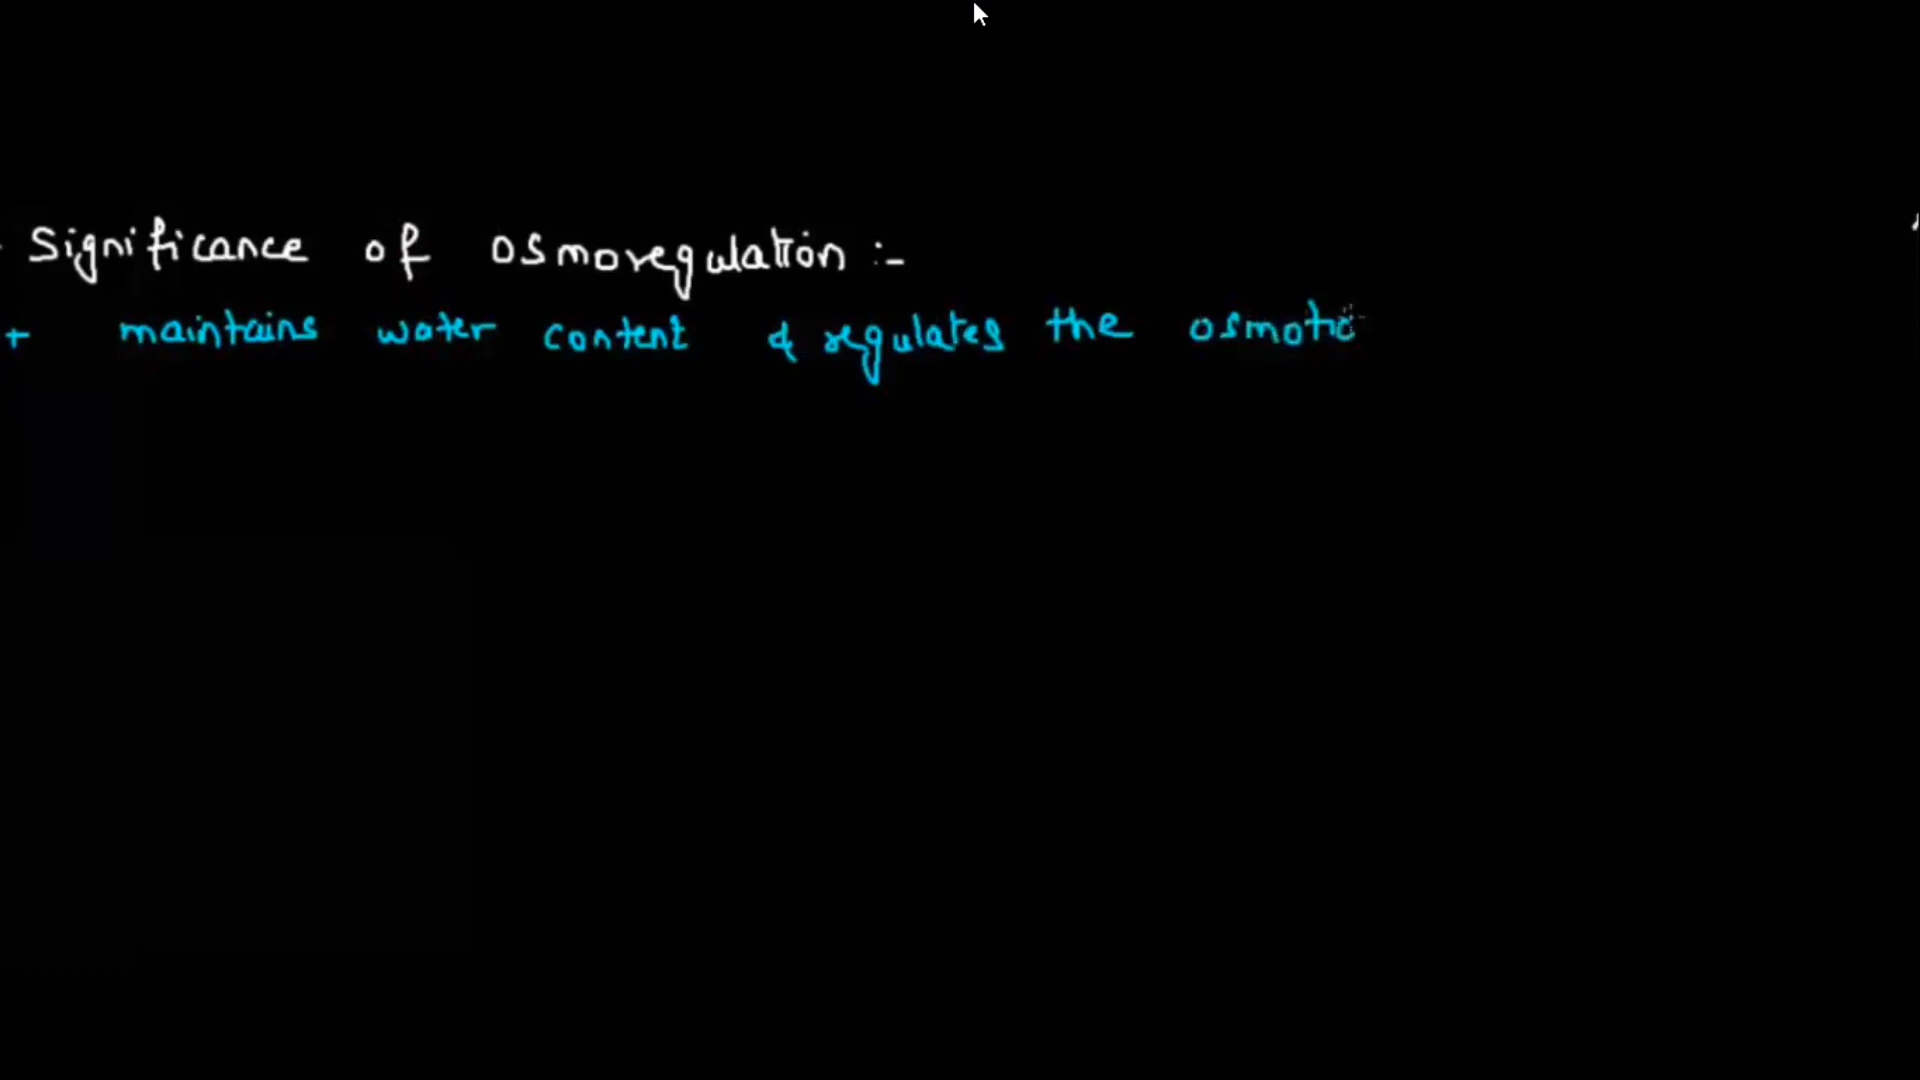 Significance of osmoregulation :-
+ maintains water content & regulates the osmotic